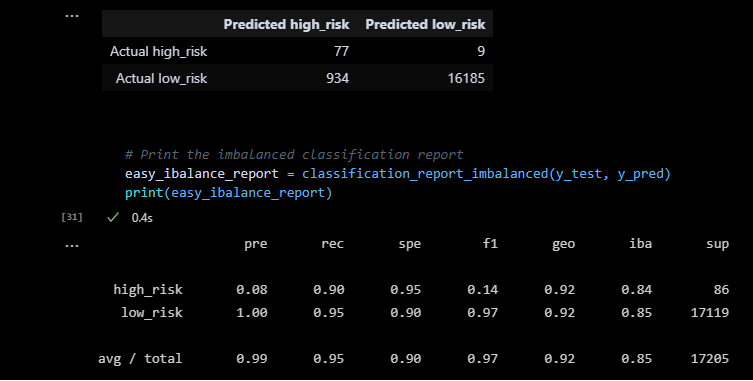 ...
Predicted high_risk Predicted low_risk
Actual high_risk 77 9
Actual low_risk 934 16185
# Print the imbalanced classification report
easy_ibalance_report = classification_report_imbalanced(y_test, y_pred)
print(easy_ibalance_report)
[31] ✓ 0.4s
...
pre rec spe f1 geo iba sup
high_risk 0.08 0.90 0.95 0.14 0.92 0.84 86
low_risk 1.00 0.95 0.90 0.97 0.92 0.85 17119
avg / total 0.99 0.95 0.90 0.97 0.92 0.85 17205